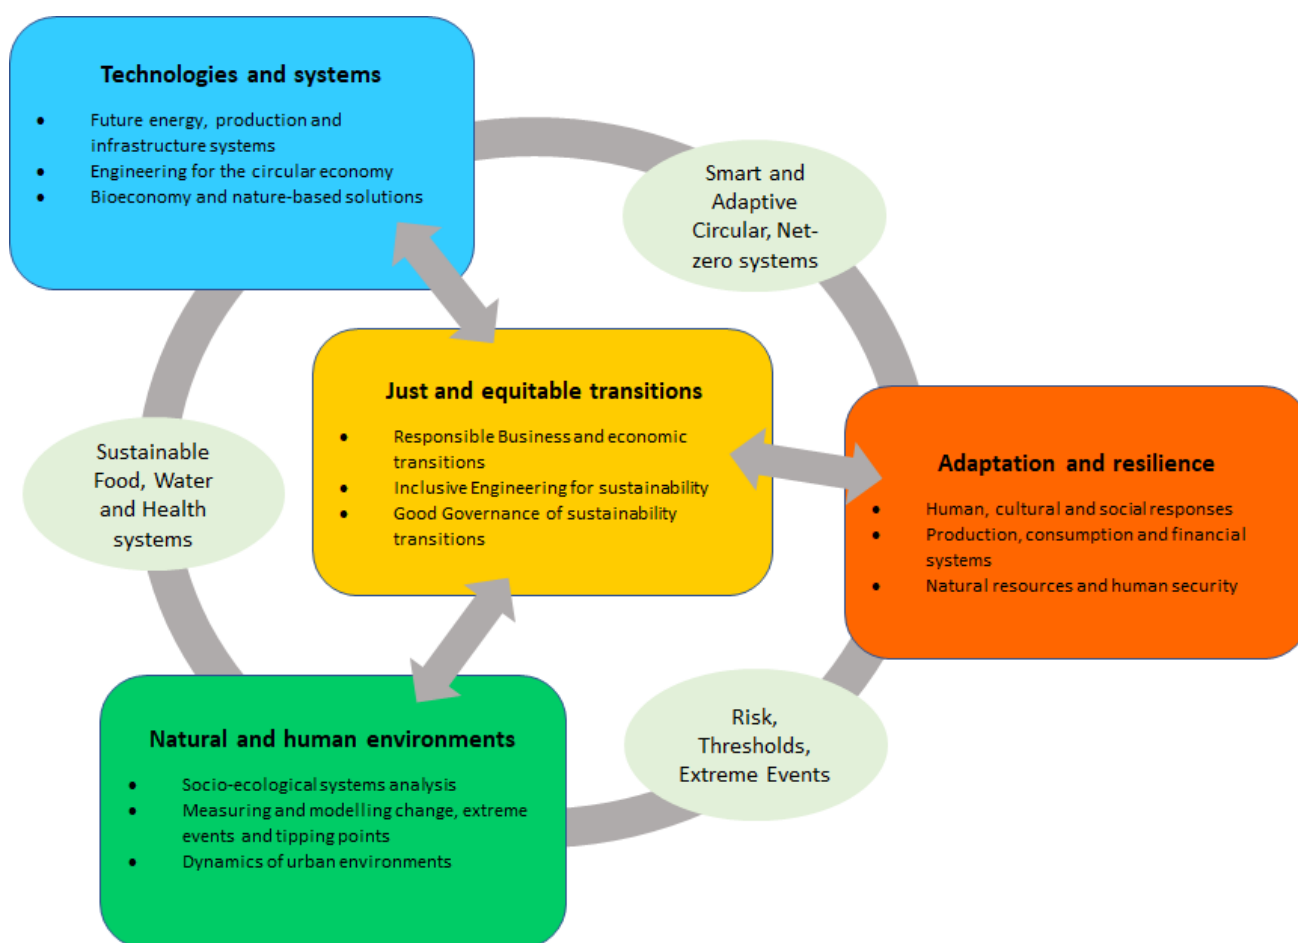 Technologies and systems
• Future energy, production and
infrastructure systems
• Engineering for the circular economy
• Bioeconomy and nature-based solutions
Smart and
Adaptive
Circular, Net-
zero systems
Just and equitable transitions
• Responsible Business and economic
transitions
• Inclusive Engineering for sustainability
• Good Governance of sustainability
transitions
Sustainable
Food, Water
and Health
systems
Adaptation and resilience
• Human, cultural and social responses
• Production, consumption and financial
systems
• Natural resources and human security
Natural and human environments
• Socio-ecological systems analysis
• Measuring and modelling change, extreme
events and tipping points
• Dynamics of urban environments
Risk,
Thresholds,
Extreme Events